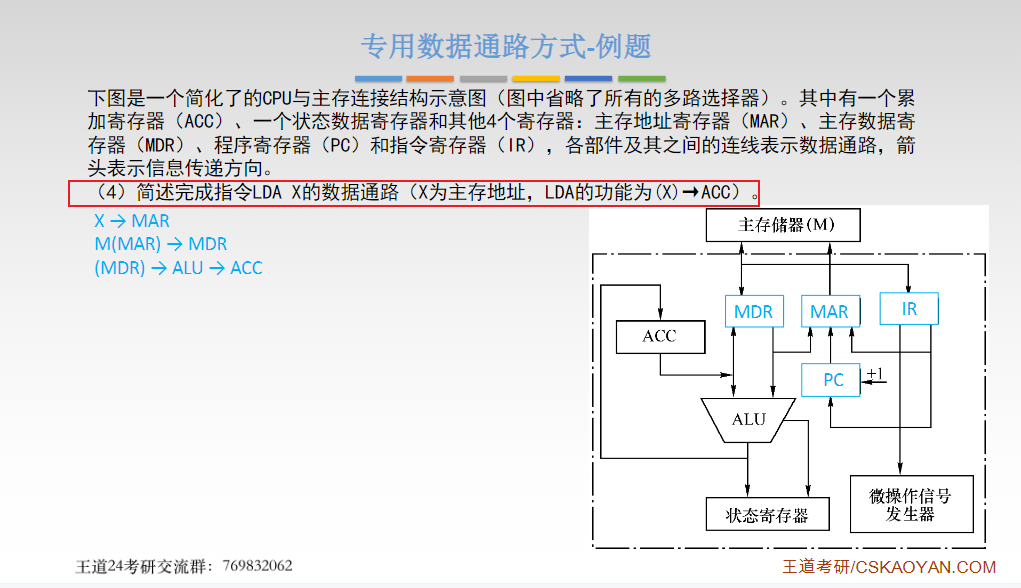 专用数据通路方式-例题
下图是一个简化了的CPU与主存连接结构示意图（图中省略了所有的多路选择器）。其中有一个累
加寄存器（ACC）、一个状态数据寄存器和其他4个寄存器：主存地址寄存器（MAR）、主存数据寄
存器（MDR）、程序寄存器（PC）和指令寄存器（IR），各部件及其之间的连线表示数据通路，箭
头表示信息传递方向。
（4）简述完成指令LDA X的数据通路（X为主存地址，LDA的功能为(X)→ACC）。
X → MAR
M(MAR) → MDR
(MDR) → ALU → ACC
主存储器(M)
MDR
MAR
IR
ACC
PC
+1
ALU
微操作信号
发生器
状态寄存器
王道24考研交流群：769832062
王道考研/CSKAOYAN.COM